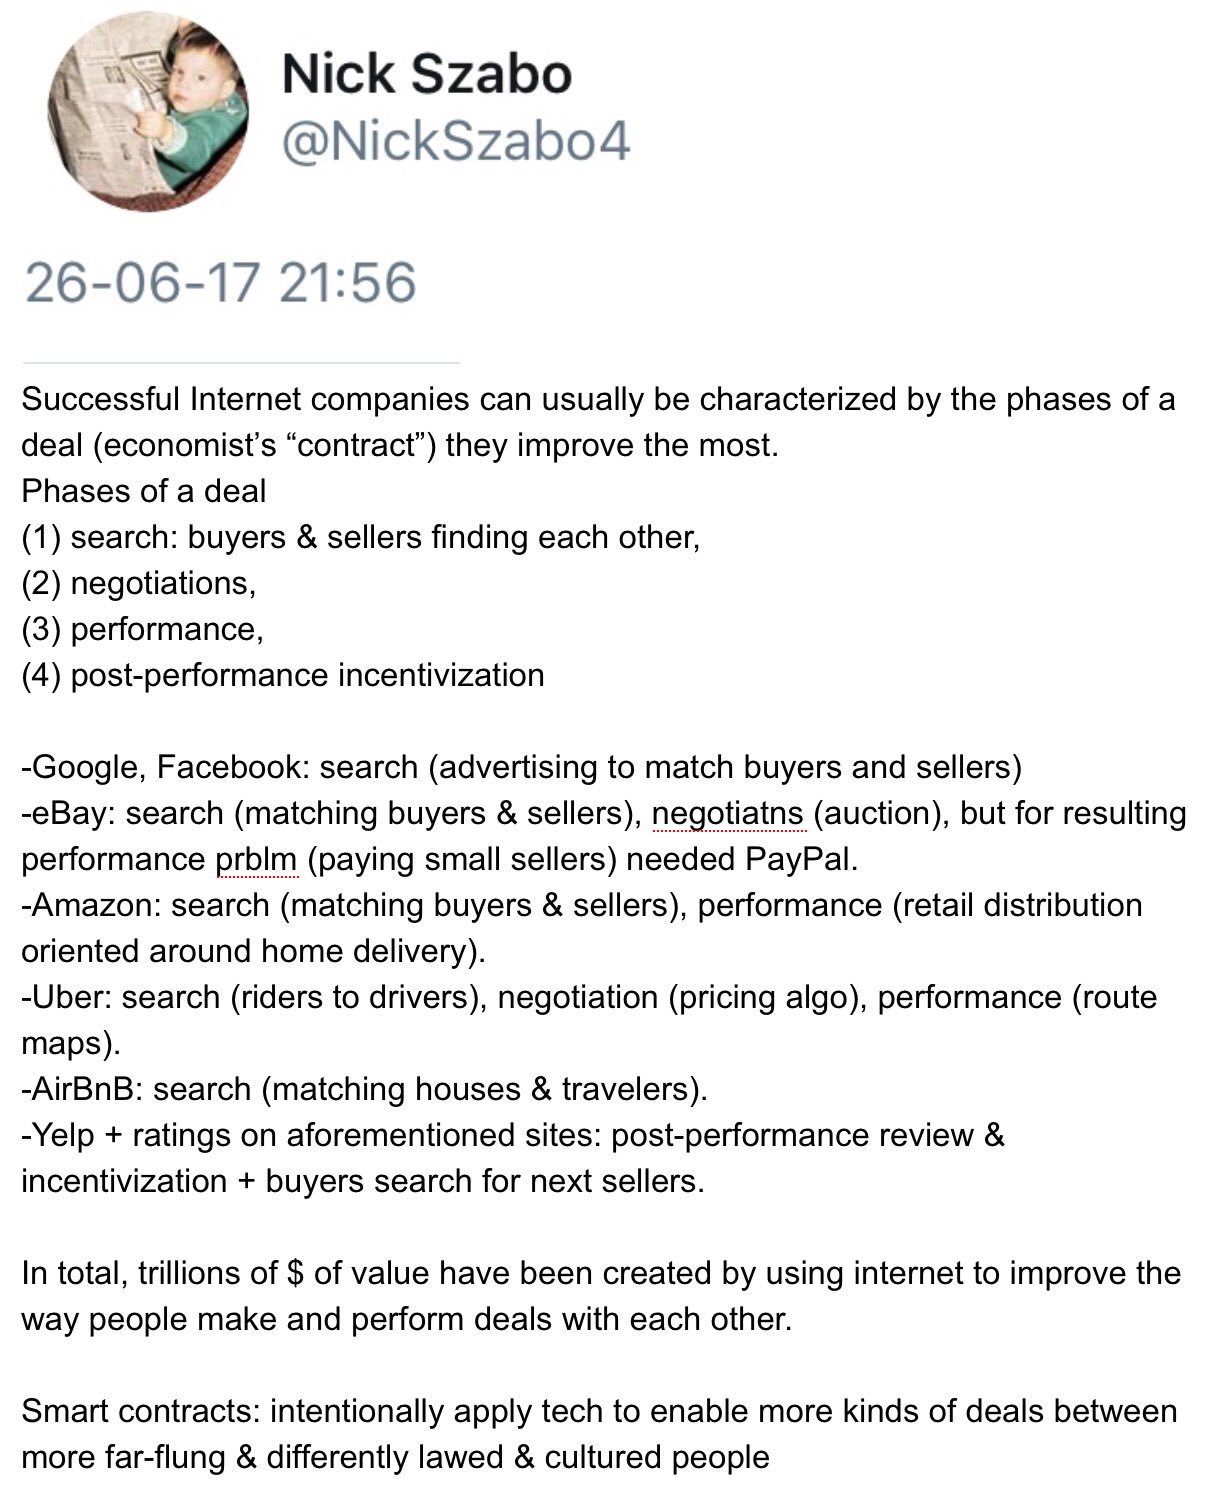 Nick Szabo
@NickSzabo4
26-06-17 21:56
Successful Internet companies can usually be characterized by the phases of a
deal (economist’s “contract”) they improve the most.
Phases of a deal
(1) search: buyers & sellers finding each other,
(2) negotiations,
(3) performance,
(4) post-performance incentivization
-Google, Facebook: search (advertising to match buyers and sellers)
-eBay: search (matching buyers & sellers), negotiatns (auction), but for resulting
performance prblm (paying small sellers) needed PayPal.
-Amazon: search (matching buyers & sellers), performance (retail distribution
oriented around home delivery).
-Uber: search (riders to drivers), negotiation (pricing algo), performance (route
maps).
-AirBnB: search (matching houses & travelers).
-Yelp + ratings on aforementioned sites: post-performance review &
incentivization + buyers search for next sellers.
In total, trillions of $ of value have been created by using internet to improve the
way people make and perform deals with each other.
Smart contracts: intentionally apply tech to enable more kinds of deals between
more far-flung & differently lawed & cultured people